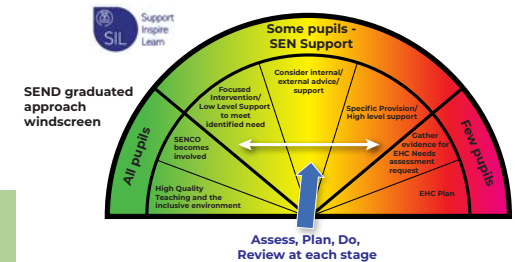 SIL
Support
Inspire
Learn
SEND graduated
approach
windscreen
Some pupils -
SEN Support
All pupils
Few pupils
High Quality
Teaching and the
inclusive environment
SENCO
becomes
involved
Focused
Intervention/
Low Level Support
to meet
identified need
Consider internal/
external advice/
support
Specific Provision/
High level support
Gather
evidence for
EHC Needs
assessment
request
EHC Plan
Assess, Plan, Do,
Review at each stage